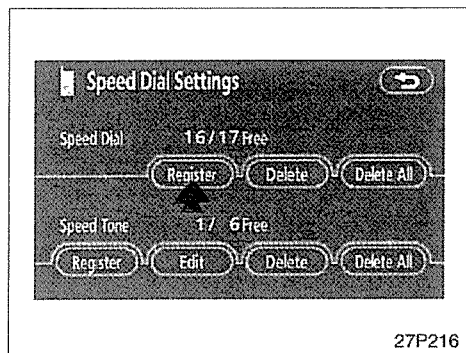 Speed Dial Settings
Speed Dial 16/17 Free
Register Delete Delete All
Speed Tone 1/ 6 Free
Register Edit Delete Delete All
27P216